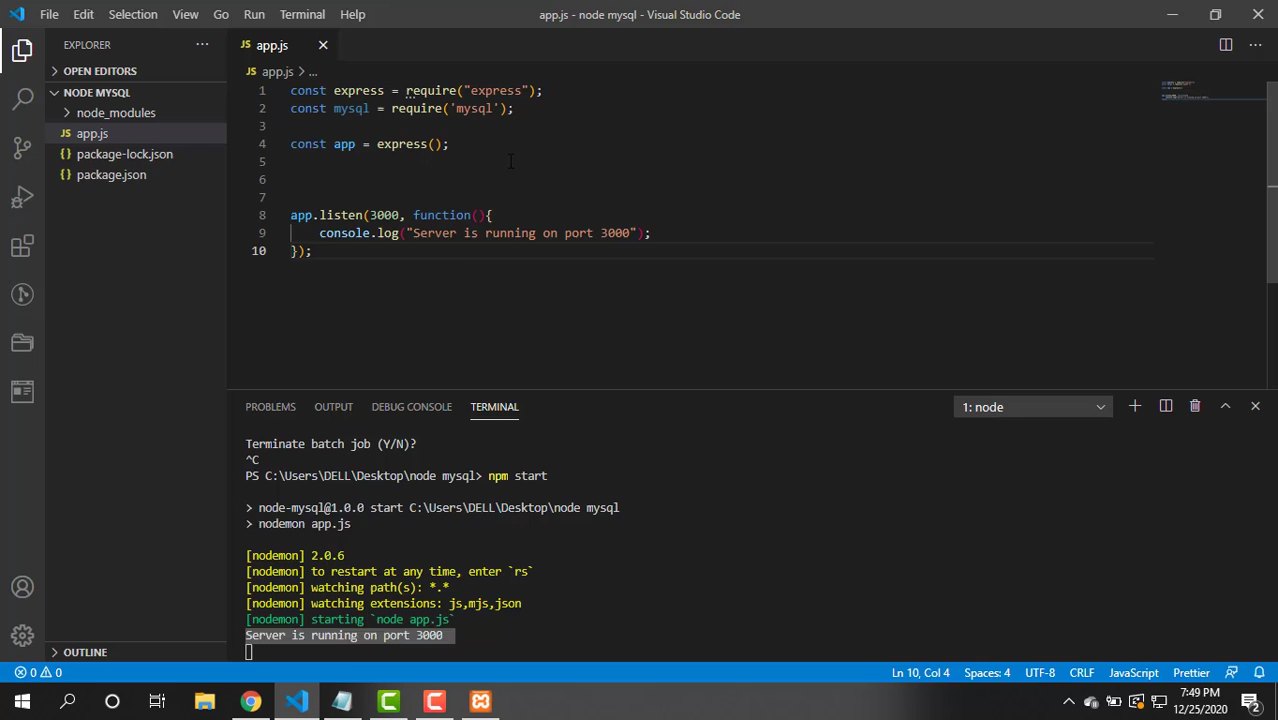 File Edit Selection View Go Run Terminal Help app.js - node mysql - Visual Studio Code
EXPLORER
OPEN EDITORS
NODE MYSQL
node_modules
JS app.js
{} package-lock.json
{} package.json
OUTLINE
JS app.js
JS app.js > ...
1 const express = require("express");
2 const mysql = require('mysql');
3
4 const app = express();
5
6
7
8 app.listen(3000, function(){
9 console.log("Server is running on port 3000");
10 });
PROBLEMS OUTPUT DEBUG CONSOLE TERMINAL 1: node
Terminate batch job (Y/N)?
^C
PS C:\Users\DELL\Desktop\node mysql> npm start
> node-mysql@1.0.0 start C:\Users\DELL\Desktop\node mysql
> nodemon app.js
[nodemon] 2.0.6
[nodemon] to restart at any time, enter `rs`
[nodemon] watching path(s): *.*
[nodemon] watching extensions: js,mjs,json
[nodemon] starting `node app.js`
Server is running on port 3000
0 0 Ln 10, Col 4 Spaces: 4 UTF-8 CRLF JavaScript Prettier
7:49 PM
12/25/2020
2